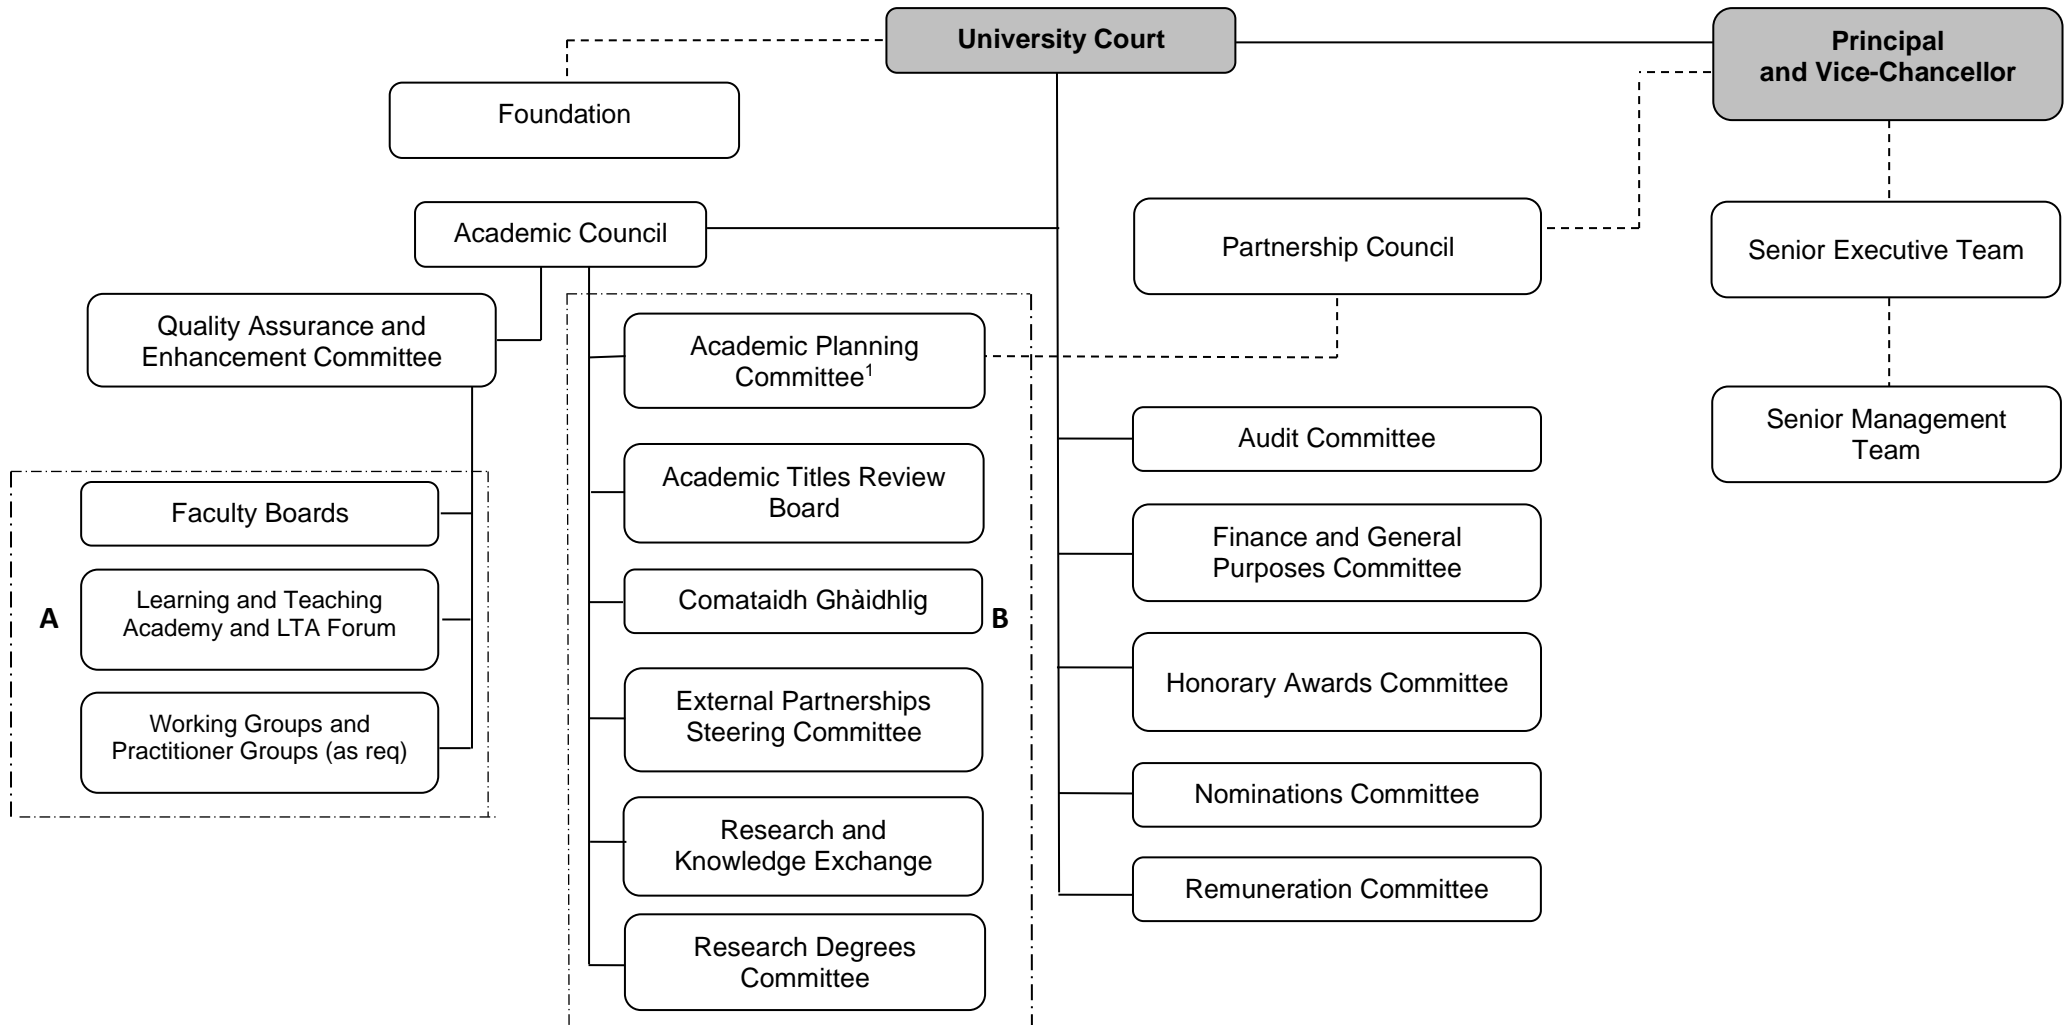 University Court
Principal
and Vice-Chancellor
Foundation
Academic Council
Partnership Council
Senior Executive Team
Quality Assurance and
Enhancement Committee
Academic Planning
Committee¹
Audit Committee
Senior Management
Team
Academic Titles Review
Board
Faculty Boards
Finance and General
Purposes Committee
A
Learning and Teaching
Academy and LTA Forum
Comataidh Ghàidhlig
B
Honorary Awards Committee
External Partnerships
Steering Committee
Working Groups and
Practitioner Groups (as req)
Nominations Committee
Research and
Knowledge Exchange
Remuneration Committee
Research Degrees
Committee